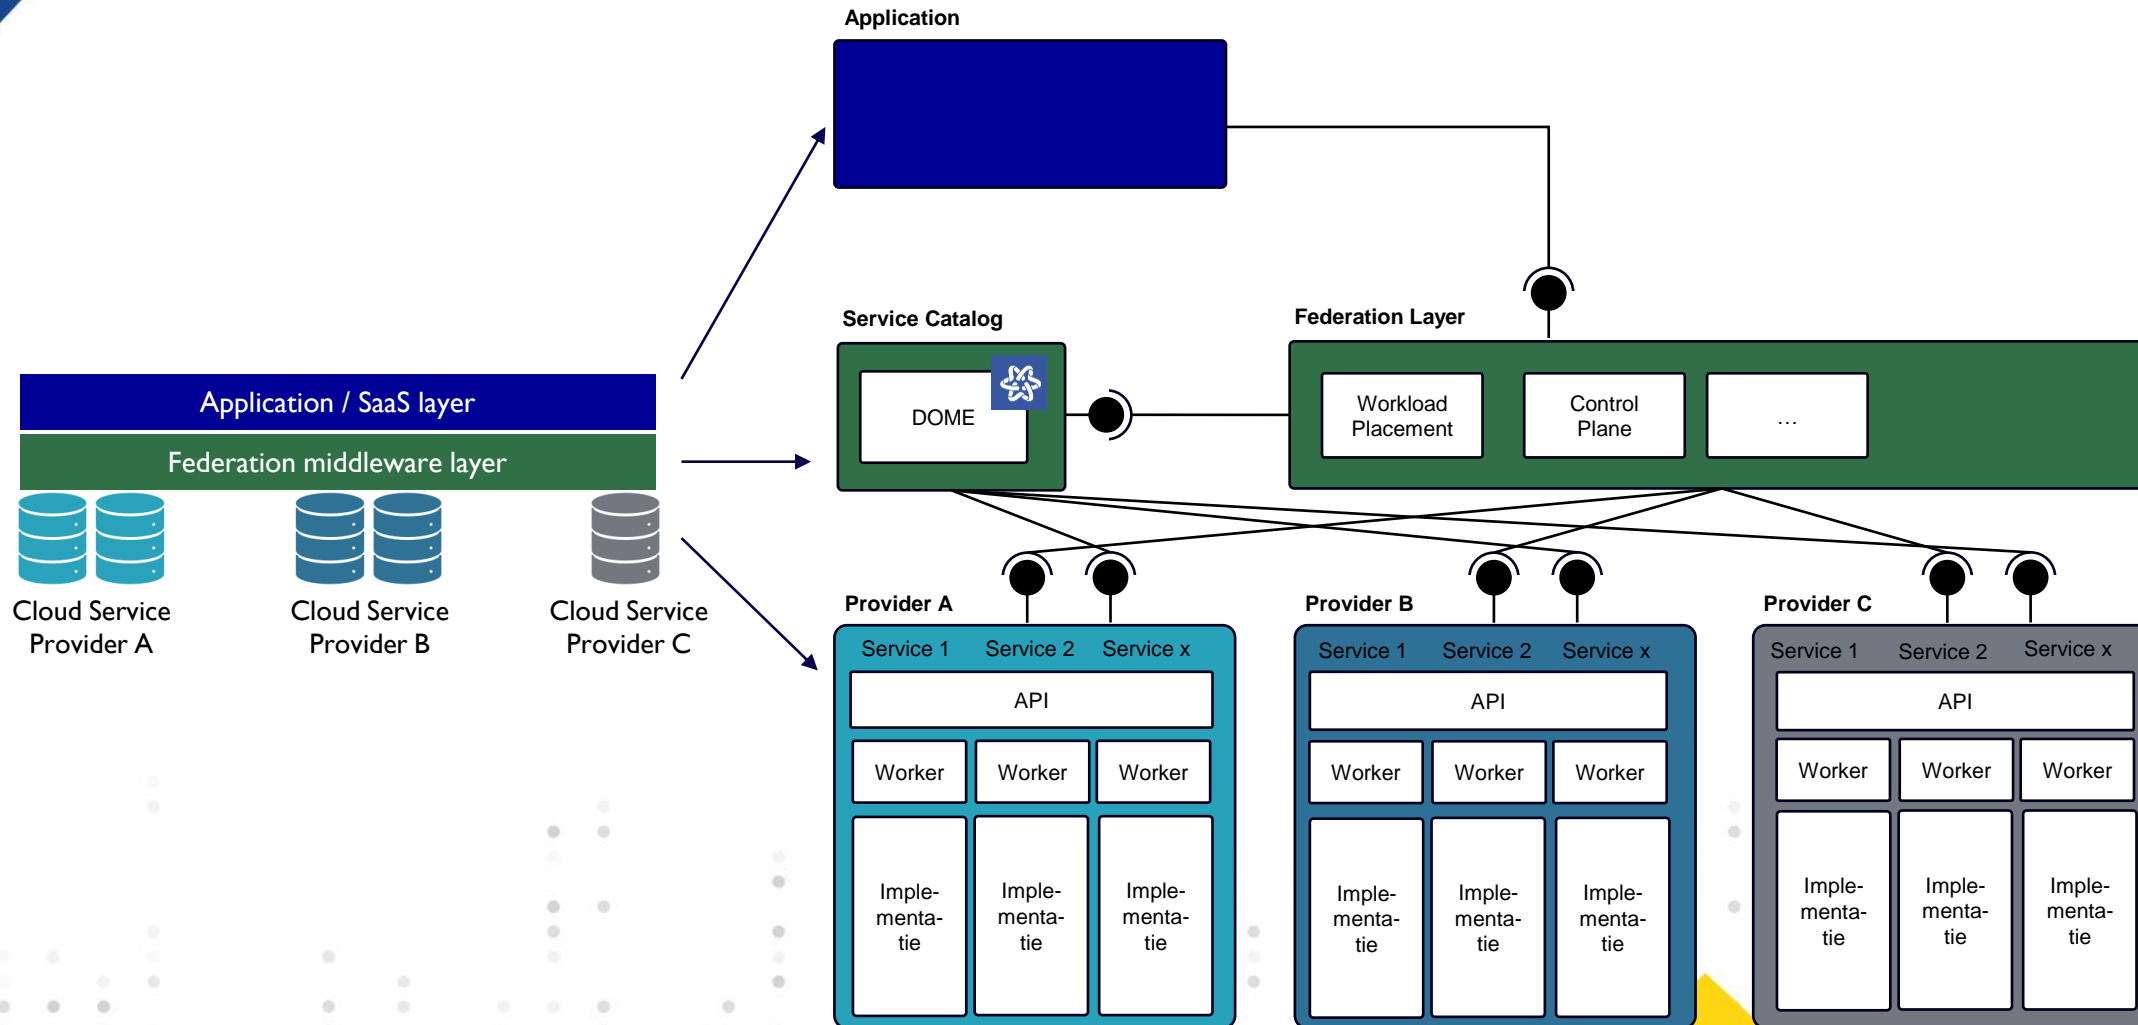 Application
Service Catalog
Federation Layer
DOME
Workload
Placement
Control
Plane
...
Application / SaaS layer
Federation middleware layer
Cloud Service
Provider A
Cloud Service
Provider B
Cloud Service
Provider C
Provider A
Service 1 Service 2 Service x
API
Worker Worker Worker
Imple-
menta-
tie
Imple-
menta-
tie
Imple-
menta-
tie
Provider B
Service 1 Service 2 Service x
API
Worker Worker Worker
Imple-
menta-
tie
Imple-
menta-
tie
Imple-
menta-
tie
Provider C
Service 1 Service 2 Service x
API
Worker Worker Worker
Imple-
menta-
tie
Imple-
menta-
tie
Imple-
menta-
tie